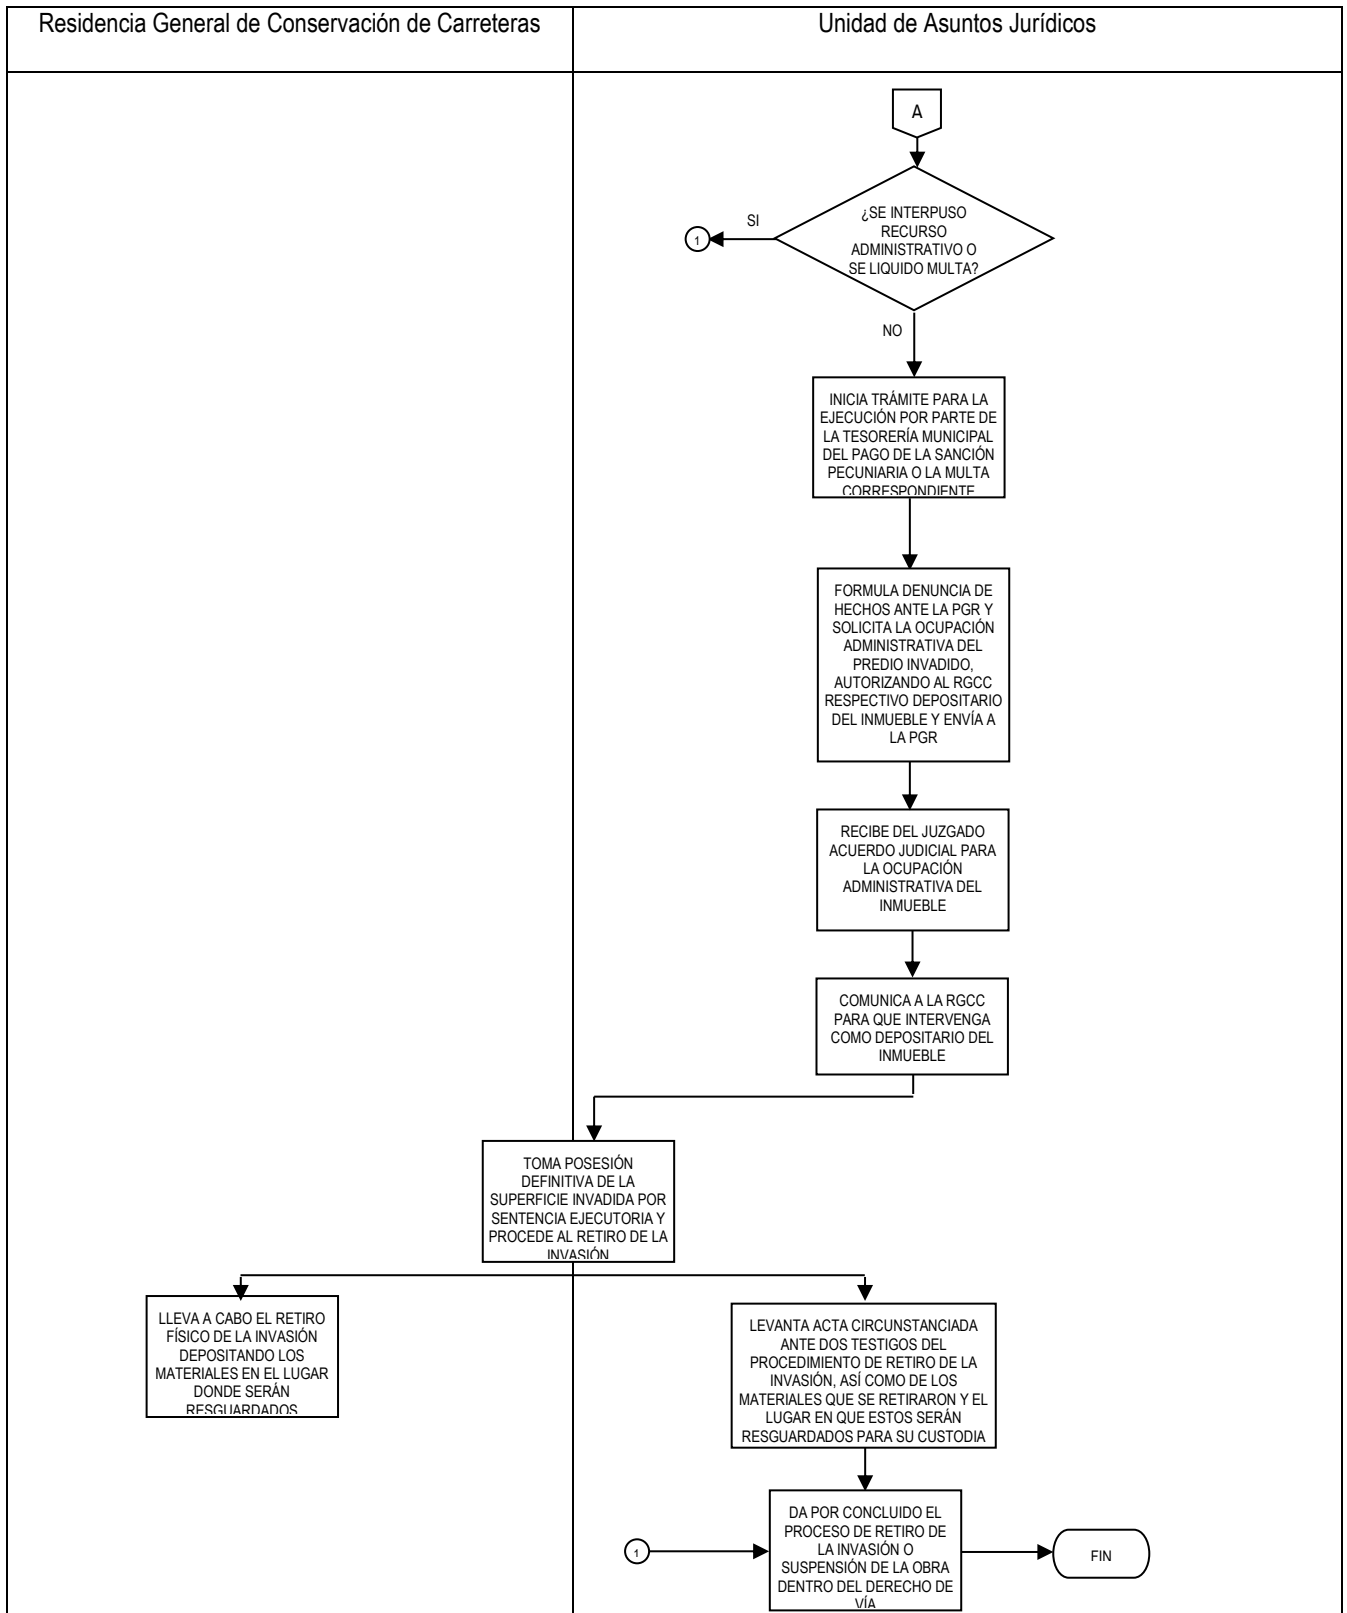 Residencia General de Conservación de Carreteras
Unidad de Asuntos Jurídicos
A
¿SE INTERPUSO
RECURSO
ADMINISTRATIVO O
SE LIQUIDO MULTA?
SI
1
NO
INICIA TRÁMITE PARA LA
EJECUCIÓN POR PARTE DE
LA TESORERÍA MUNICIPAL
DEL PAGO DE LA SANCIÓN
PECUNIARIA O LA MULTA
CORRESPONDIENTE
FORMULA DENUNCIA DE
HECHOS ANTE LA PGR Y
SOLICITA LA OCUPACIÓN
ADMINISTRATIVA DEL
PREDIO INVADIDO,
AUTORIZANDO AL RGCC
RESPECTIVO DEPOSITARIO
DEL INMUEBLE Y ENVÍA A
LA PGR
RECIBE DEL JUZGADO
ACUERDO JUDICIAL PARA
LA OCUPACIÓN
ADMINISTRATIVA DEL
INMUEBLE
COMUNICA A LA RGCC
PARA QUE INTERVENGA
COMO DEPOSITARIO DEL
INMUEBLE
TOMA POSESIÓN
DEFINITIVA DE LA
SUPERFICIE INVADIDA POR
SENTENCIA EJECUTORIA Y
PROCEDE AL RETIRO DE LA
INVASIÓN
LLEVA A CABO EL RETIRO
FÍSICO DE LA INVASIÓN
DEPOSITANDO LOS
MATERIALES EN EL LUGAR
DONDE SERÁN
RESGUARDADOS
LEVANTA ACTA CIRCUNSTANCIADA
ANTE DOS TESTIGOS DEL
PROCEDIMIENTO DE RETIRO DE LA
INVASIÓN, ASÍ COMO DE LOS
MATERIALES QUE SE RETIRARON Y EL
LUGAR EN QUE ESTOS SERÁN
RESGUARDADOS PARA SU CUSTODIA
1
DA POR CONCLUIDO EL
PROCESO DE RETIRO DE
LA INVASIÓN O
SUSPENSIÓN DE LA OBRA
DENTRO DEL DERECHO DE
VÍA
FIN